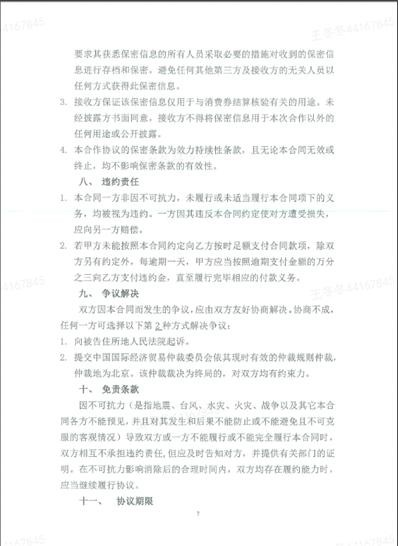 要求其获悉保密信息的所有人员采取必要的措施对收到的保密信
息进行存档和保密。避免任何其他第三方及接收方的无关人员以
任何方式获得此保密信息。
3. 接收方保证该保密信息仅用于与消费券结算核验有关的用途。未
经披露方书面同意，接收方不得将保密信息用于本次合作以外的
任何用途或公开披露。
4. 本合作协议的保密条款为效力持续性条款，且无论本合同无效或
终止，均不影响保密条款的有效性。
八、 违约责任
1. 本合同一方非因不可抗力，未履行或未适当履行本合同项下的义
务，均被视为违约。一方因其违反本合同约定使对方遭受损失，
应向另一方赔偿。
2. 若甲方未能按照本合同约定向乙方按时足额支付合同款项，除双
方另有约定外，每逾期一天，甲方应当按照逾期支付金额的万分
之三向乙方支付违约金，直至履行完毕相应的付款义务。
九、 争议解决
双方因本合同而发生的争议，应由双方友好协商解决。协商不成，
任何一方可选择以下第 2 种方式解决争议：
1. 向被告住所地人民法院起诉。
2. 提交中国国际经济贸易仲裁委员会依其现时有效的仲裁规则仲裁，
仲裁地为北京。该仲裁裁决为终局的，对双方均有约束力。
十、 免责条款
因不可抗力（是指地震、台风、水灾、火灾、战争以及其它本合
同各方不能预见，并且对其发生和后果不能防止或不能避免且不可克
服的客观情况）导致双方或一方不能履行或不能完全履行本合同时，
双方相互不承担违约责任,但应及时告知对方，并提供有关部门的证
明。在不可抗力影响消除后的合理时间内，双方均存在履约能力时，
应当继续履行协议。
十一、 协议期限
7